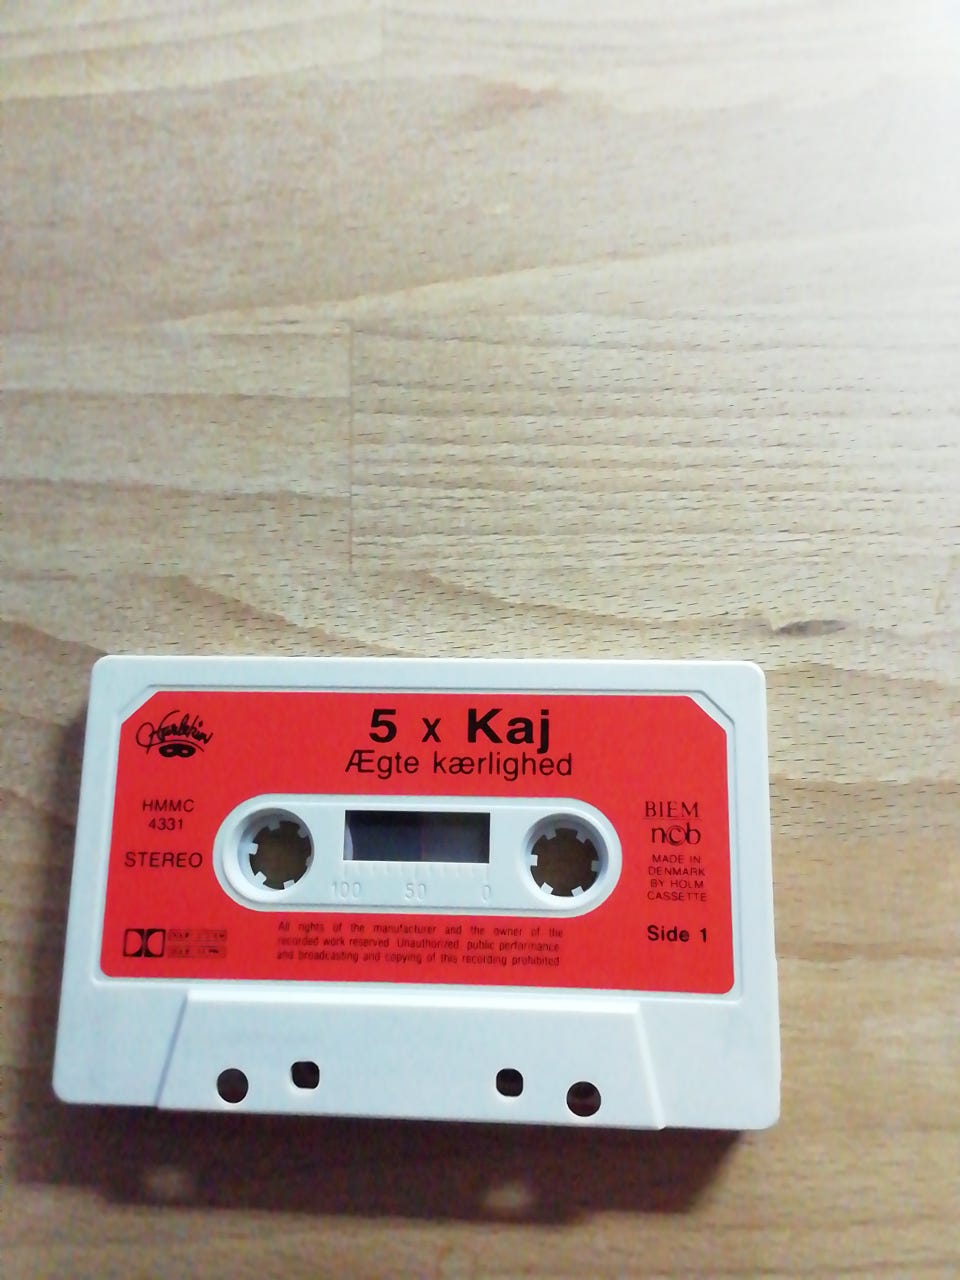 5 x Kaj
Ægte kærlighed
Harlekin
HMMC
4331
STEREO
100 50 0
BIEM
n©b
MADE IN
DENMARK
BY HOLM
CASSETTE
Side 1
All rights of the manufacturer and the owner of the
recorded work reserved Unauthorized public performance
and broadcasting and copying of this recording prohibited